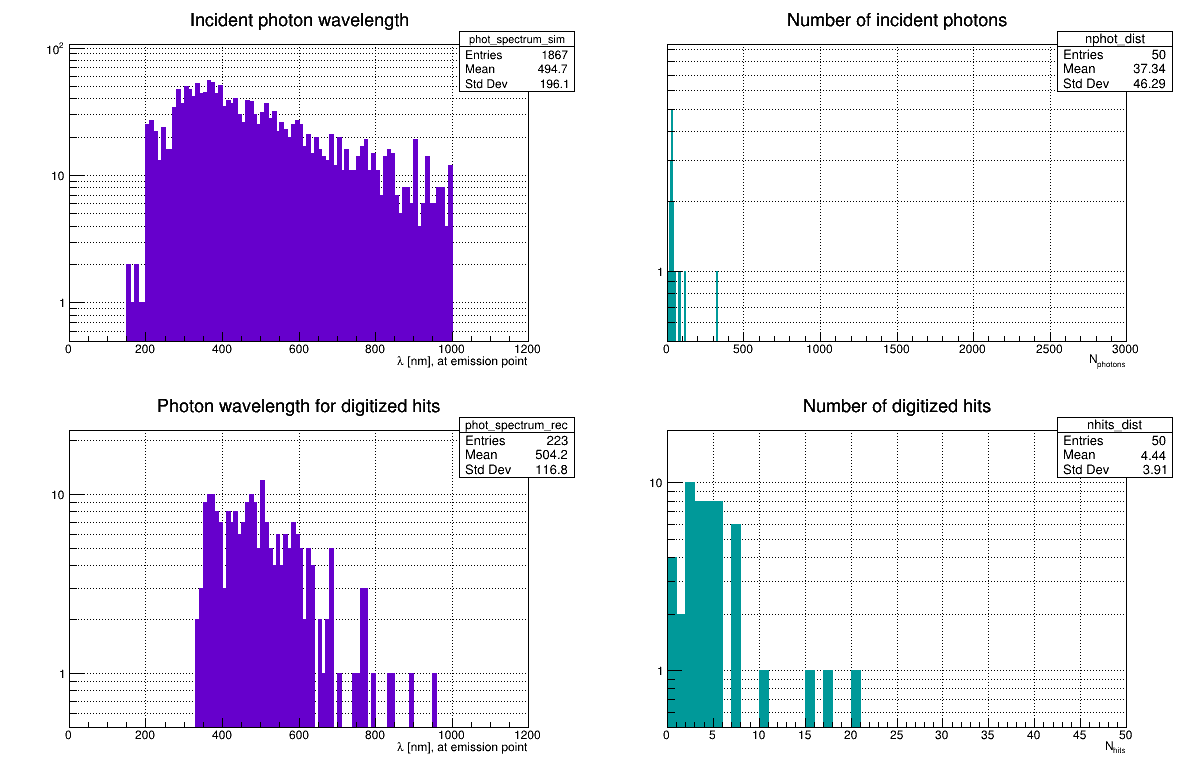 Incident photon wavelength
phot_spectrum_sim
Entries 1867
Mean 494.7
Std Dev 196.1
10²
10
1
0 200 400 600 800 1000 1200
λ [nm], at emission point
Number of incident photons
nphot_dist
Entries 50
Mean 37.34
Std Dev 46.29
1
0 500 1000 1500 2000 2500 3000
Nphotons
Photon wavelength for digitized hits
phot_spectrum_rec
Entries 223
Mean 504.2
Std Dev 116.8
10
1
0 200 400 600 800 1000 1200
λ [nm], at emission point
Number of digitized hits
nhits_dist
Entries 50
Mean 4.44
Std Dev 3.91
10
1
0 5 10 15 20 25 30 35 40 45 50
Nhits